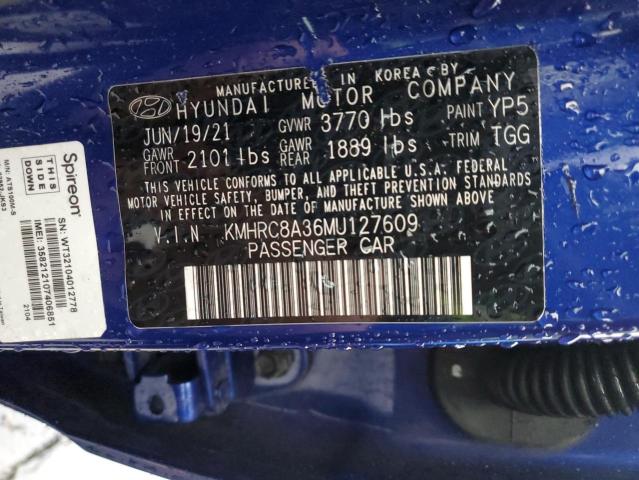 MANUFACTURED IN KOREA BY
HYUNDAI MOTOR COMPANY
JUN/19/21 GVWR 3770 lbs PAINT YP5
GAWR FRONT 2101 lbs GAWR REAR 1889 lbs TRIM TGG
THIS VEHICLE CONFORMS TO ALL APPLICABLE U.S.A. FEDERAL
MOTOR VEHICLE SAFETY, BUMPER, AND THEFT PREVENTION STANDARDS
IN EFFECT ON THE DATE OF MANUFACTURE SHOWN ABOVE.
V.I.N KMHRC8A36MU127609
PASSENGER CAR
Spireon
THIS
SIDE
DOWN
SN: WT32104012778
IMEI: 358212107406851
2104